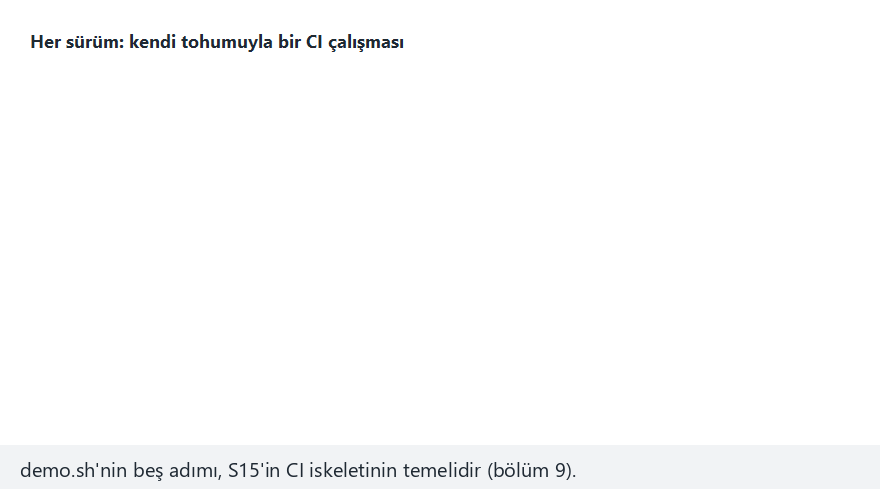 Her sürüm: kendi tohumuyla bir CI çalışması
demo.sh'nin beş adımı, S15'in CI iskeletinin temelidir (bölüm 9).